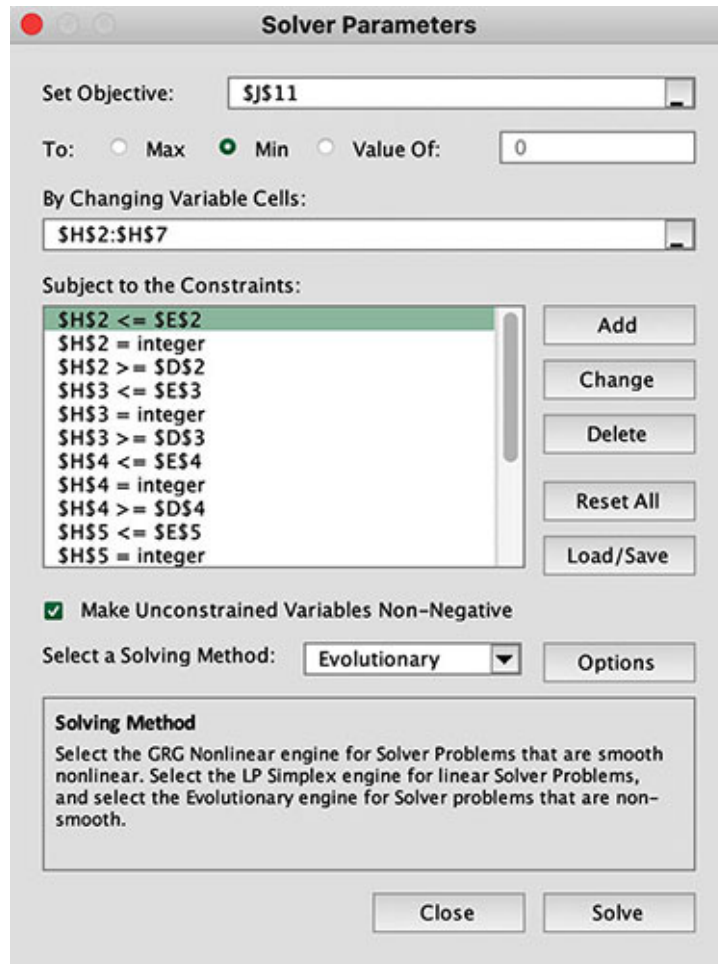 Solver Parameters
Set Objective: $J$11
To: Max Min Value Of: 0
By Changing Variable Cells:
$H$2:$H$7
Subject to the Constraints:
$H$2 <= $E$2
$H$2 = integer
$H$2 >= $D$2
$H$3 <= $E$3
$H$3 = integer
$H$3 >= $D$3
$H$4 <= $E$4
$H$4 = integer
$H$4 >= $D$4
$H$5 <= $E$5
$H$5 = integer
Add
Change
Delete
Reset All
Load/Save
Make Unconstrained Variables Non-Negative
Select a Solving Method: Evolutionary Options
Solving Method
Select the GRG Nonlinear engine for Solver Problems that are smooth
nonlinear. Select the LP Simplex engine for linear Solver Problems,
and select the Evolutionary engine for Solver problems that are non-
smooth.
Close Solve